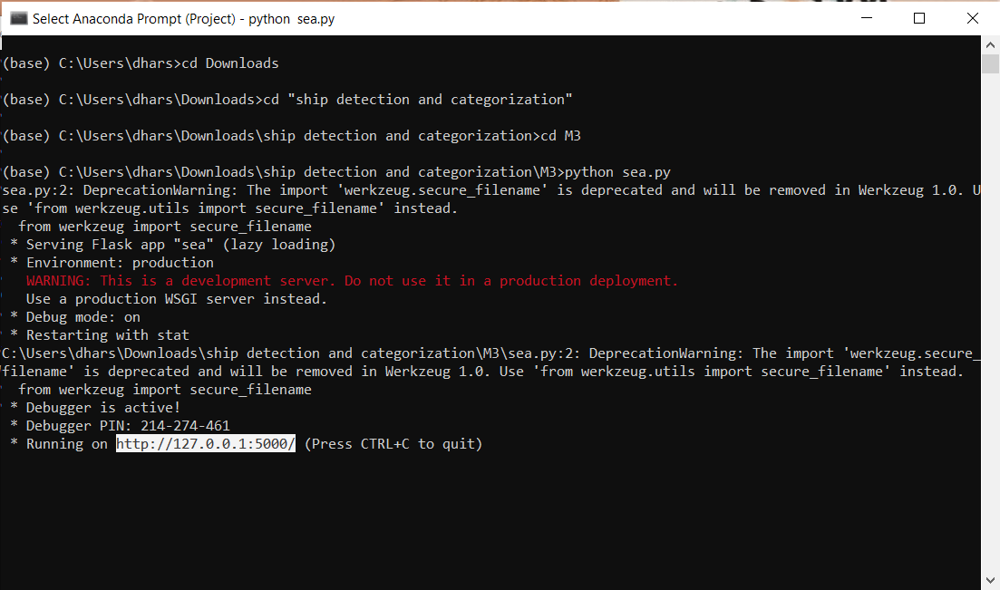 Select Anaconda Prompt (Project) - python  sea.py
(base) C:\Users\dhars>cd Downloads
(base) C:\Users\dhars\Downloads>cd "ship detection and categorization"
(base) C:\Users\dhars\Downloads\ship detection and categorization>cd M3
(base) C:\Users\dhars\Downloads\ship detection and categorization\M3>python sea.py
sea.py:2: DeprecationWarning: The import 'werkzeug.secure_filename' is deprecated and will be removed in Werkzeug 1.0. U
se 'from werkzeug.utils import secure_filename' instead.
  from werkzeug import secure_filename
 * Serving Flask app "sea" (lazy loading)
 * Environment: production
   WARNING: This is a development server. Do not use it in a production deployment.
   Use a production WSGI server instead.
 * Debug mode: on
 * Restarting with stat
C:\Users\dhars\Downloads\ship detection and categorization\M3\sea.py:2: DeprecationWarning: The import 'werkzeug.secure_
filename' is deprecated and will be removed in Werkzeug 1.0. Use 'from werkzeug.utils import secure_filename' instead.
  from werkzeug import secure_filename
 * Debugger is active!
 * Debugger PIN: 214-274-461
 * Running on http://127.0.0.1:5000/ (Press CTRL+C to quit)